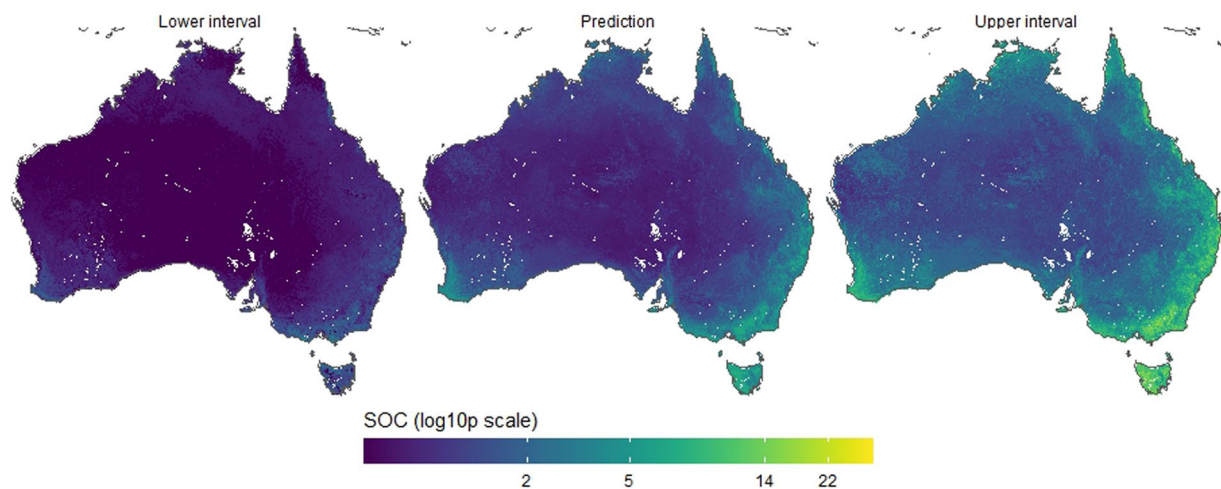 Lower interval
Prediction
Upper interval
SOC (log10p scale)
2 5 14 22